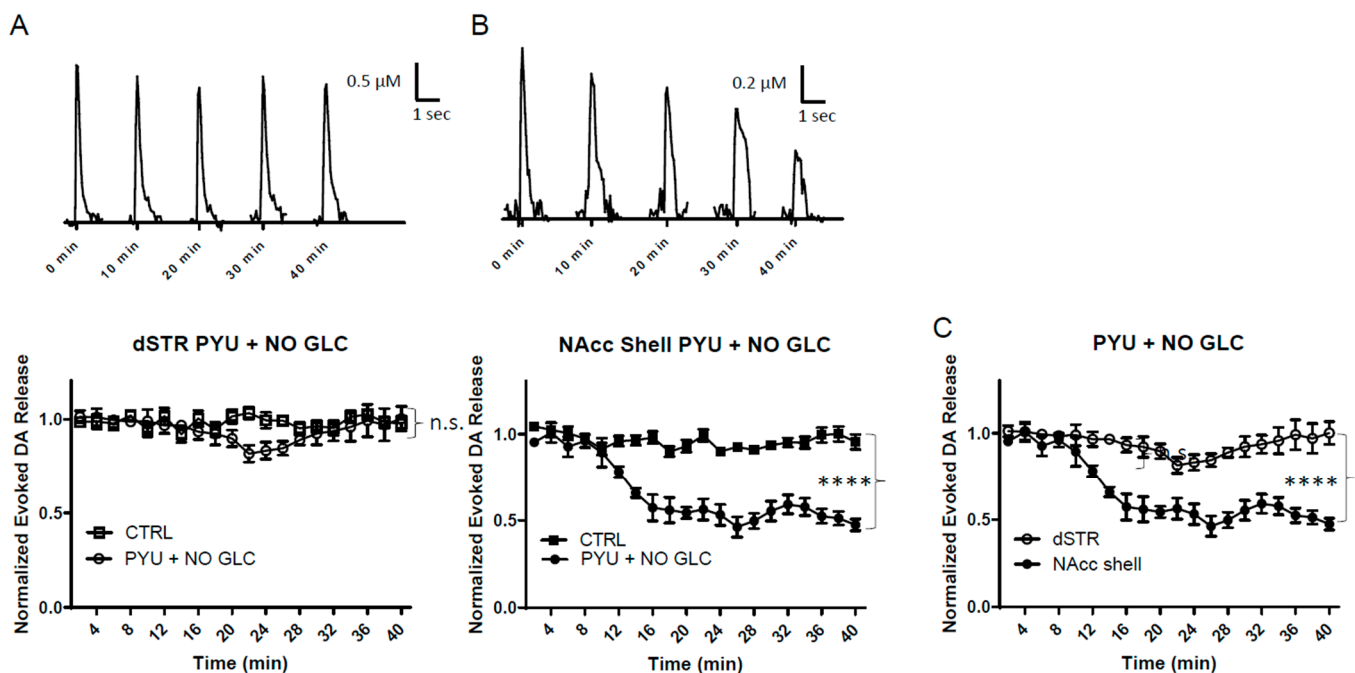 A
0.5 µM
1 sec
0 min
10 min
20 min
30 min
40 min
B
0.2 µM
1 sec
0 min
10 min
20 min
30 min
40 min
dSTR PYU + NO GLC
Normalized Evoked DA Release
1.0
0.5
0.0
n.s.
CTRL
PYU + NO GLC
4
8
12
16
20
24
28
32
36
40
Time (min)
NAcc Shell PYU + NO GLC
Normalized Evoked DA Release
1.0
0.5
0.0
****
CTRL
PYU + NO GLC
4
8
12
16
20
24
28
32
36
40
Time (min)
C
PYU + NO GLC
Normalized Evoked DA Release
1.0
0.5
0.0
n.s
****
dSTR
NAcc shell
4
8
12
16
20
24
28
32
36
40
Time (min)